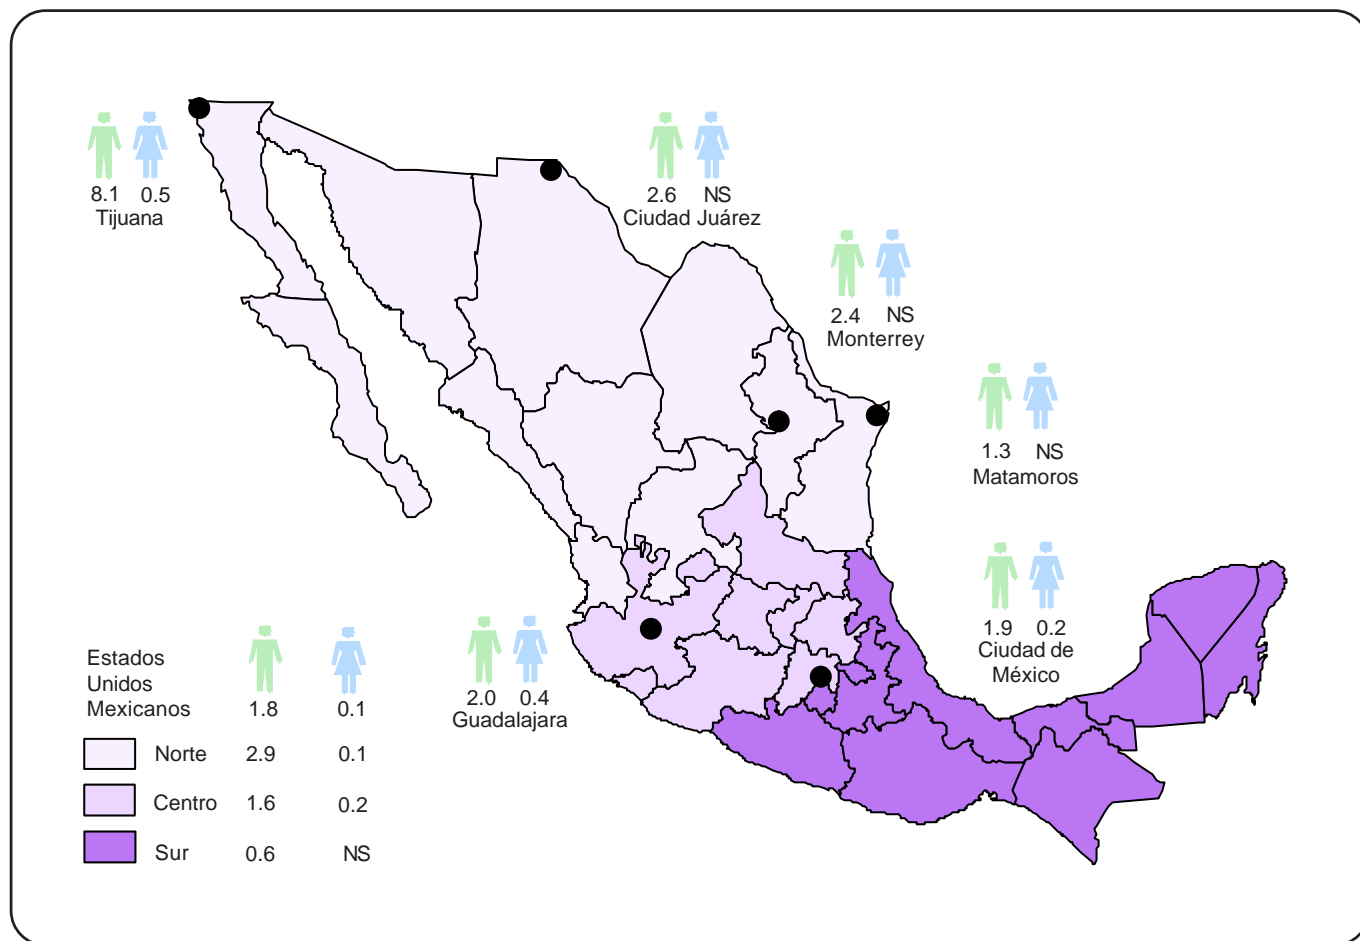 8.1 0.5
Tijuana
2.6 NS
Ciudad Juárez
2.4 NS
Monterrey
1.3 NS
Matamoros
1.9 0.2
Ciudad de
México
2.0 0.4
Guadalajara
Estados
Unidos
Mexicanos 1.8 0.1
Norte 2.9 0.1
Centro 1.6 0.2
Sur 0.6 NS